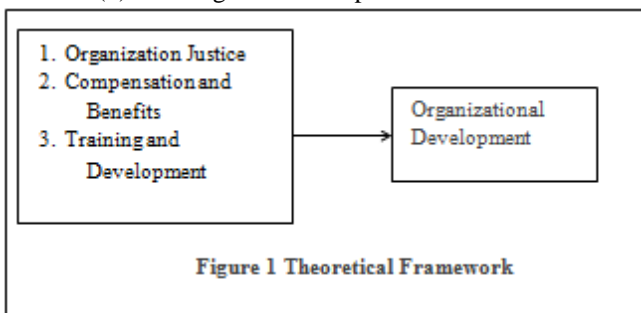 1. Organization Justice
2. Compensation and
Benefits
3. Training and
Development
Organizational
Development
Figure 1 Theoretical Framework